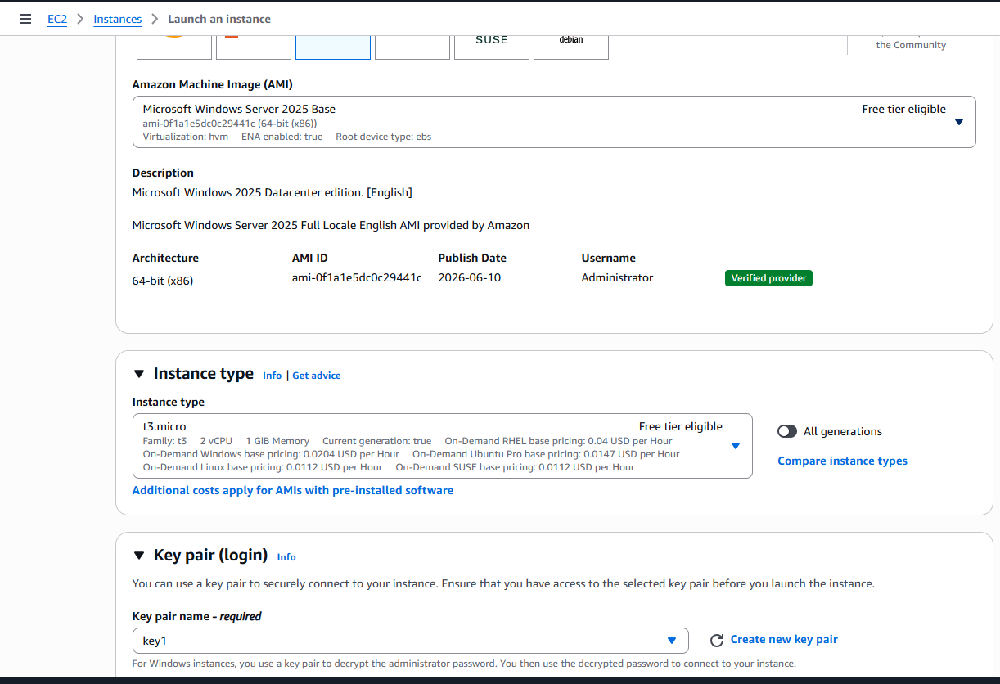 EC2 > Instances > Launch an instance
SUSE
debian
the Community
Amazon Machine Image (AMI)
Microsoft Windows Server 2025 Base
Free tier eligible
ami-0f1a1e5dc0c29441c (64-bit (x86))
Virtualization: hvm ENA enabled: true Root device type: ebs
Description
Microsoft Windows 2025 Datacenter edition. [English]
Microsoft Windows Server 2025 Full Locale English AMI provided by Amazon
Architecture AMI ID Publish Date Username
64-bit (x86) ami-0f1a1e5dc0c29441c 2026-06-10 Administrator Verified provider
Instance type Info | Get advice
Instance type
t3.micro Free tier eligible
Family: t3 2 vCPU 1 GiB Memory Current generation: true On-Demand RHEL base pricing: 0.04 USD per Hour
On-Demand Windows base pricing: 0.0204 USD per Hour On-Demand Ubuntu Pro base pricing: 0.0147 USD per Hour
On-Demand Linux base pricing: 0.0112 USD per Hour On-Demand SUSE base pricing: 0.0112 USD per Hour
All generations
Compare instance types
Additional costs apply for AMIs with pre-installed software
Key pair (login) Info
You can use a key pair to securely connect to your instance. Ensure that you have access to the selected key pair before you launch the instance.
Key pair name - required
key1
Create new key pair
For Windows instances, you use a key pair to decrypt the administrator password. You then use the decrypted password to connect to your instance.